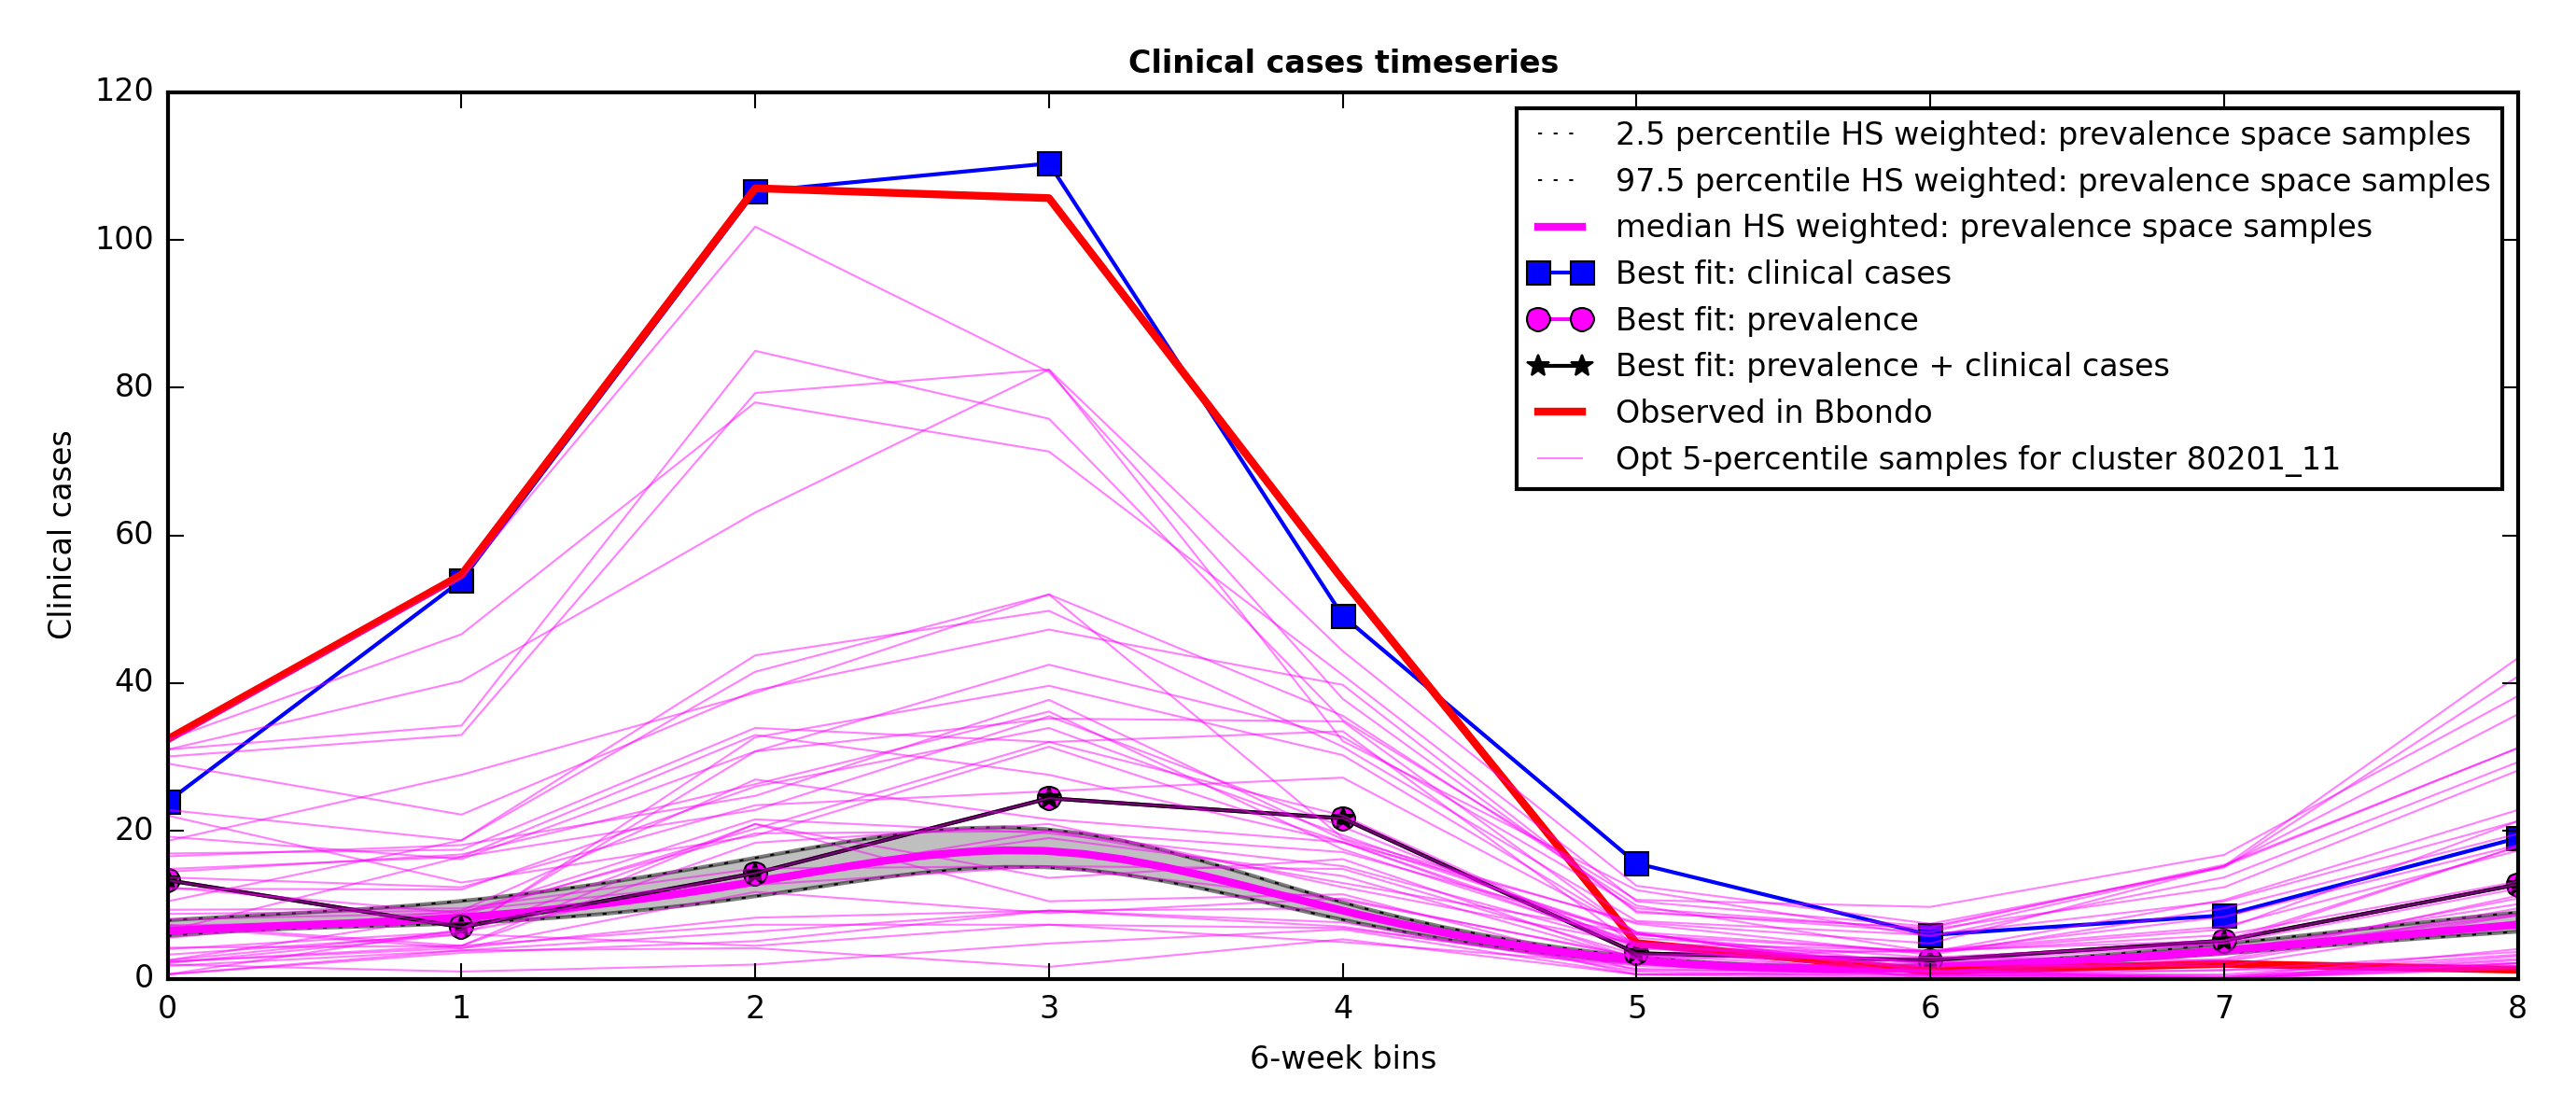 Clinical cases timeseries
120
100
80
60
40
20
0
Clinical cases
2.5 percentile HS weighted: prevalence space samples
97.5 percentile HS weighted: prevalence space samples
median HS weighted: prevalence space samples
Best fit: clinical cases
Best fit: prevalence
Best fit: prevalence + clinical cases
Observed in Bbondo
Opt 5-percentile samples for cluster 80201_11
0 1 2 3 4 5 6 7 8
6-week bins